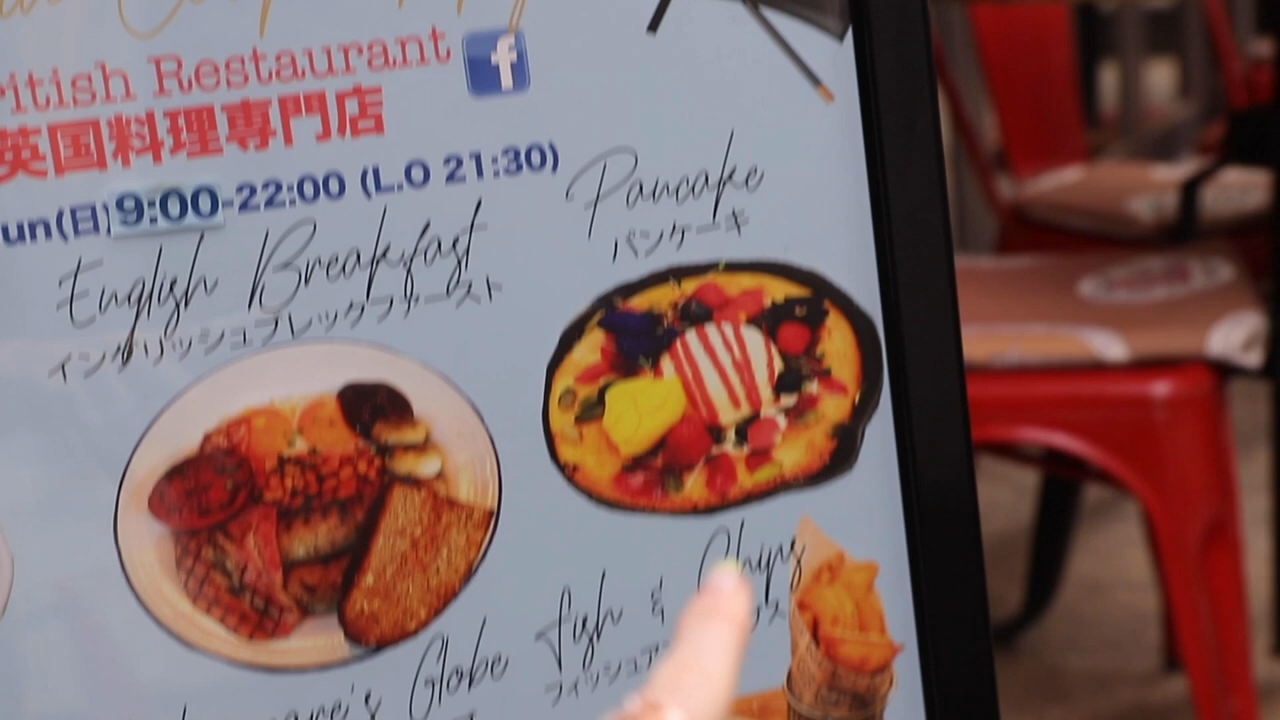 ritish Restaurant f
英国料理専門店
un(日)9:00-22:00 (L.O 21:30)
Pancake
パンケーキ
English Breakfast
イングリッシュブレックファースト
Fish & Chips
フィッシュア
ス
Globe